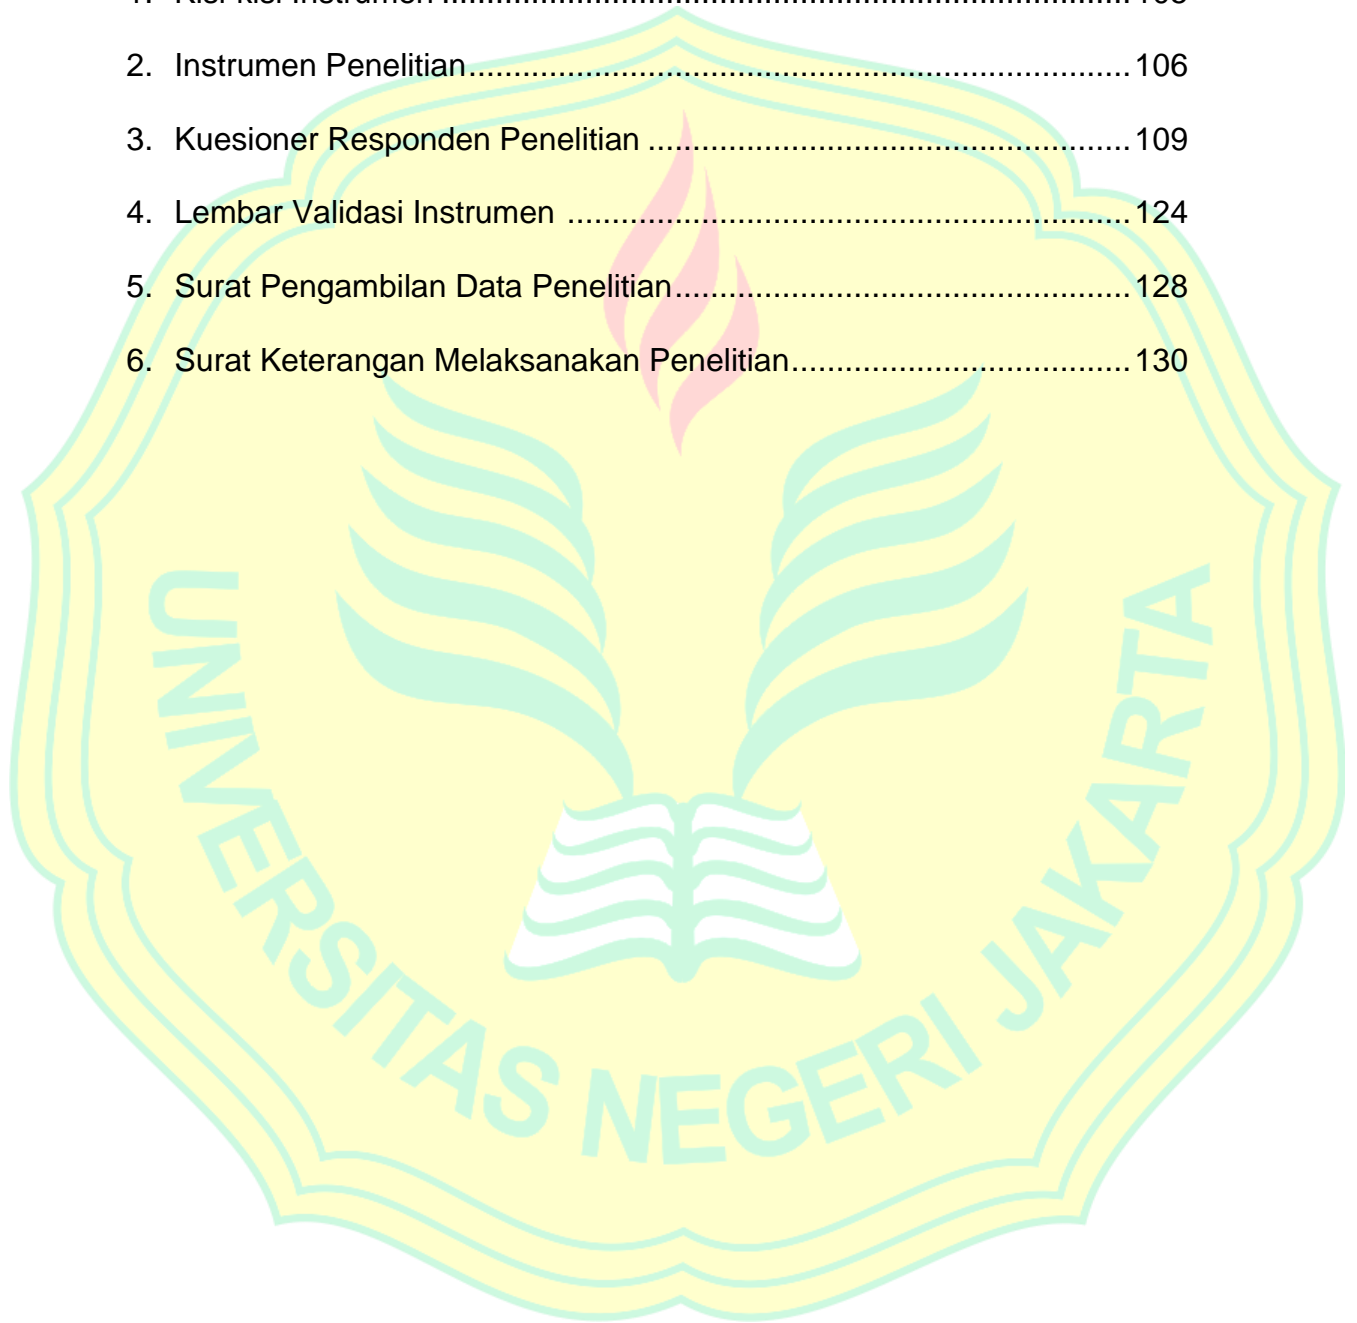 2. Instrumen Penelitian....................................................................... 106
3. Kuesioner Responden Penelitian .................................................... 109
4. Lembar Validasi Instrumen ............................................................. 124
5. Surat Pengambilan Data Penelitian................................................. 128
6. Surat Keterangan Melaksanakan Penelitian.................................... 130
UNIVERSITAS NEGERI JAKARTA